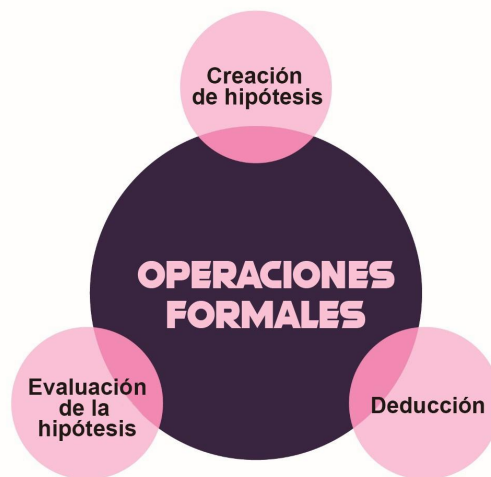 Creación
de hipótesis
OPERACIONES
FORMALES
Evaluación
de la
hipótesis
Deducción